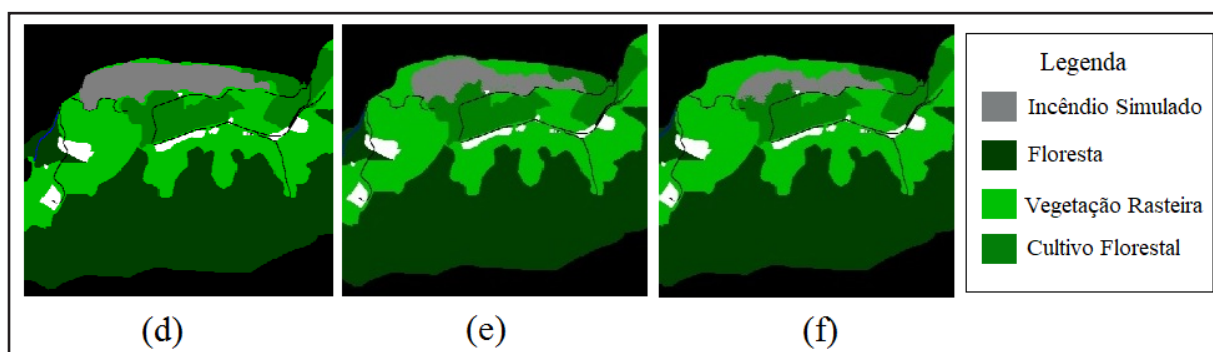 Legenda
Incêndio Simulado
Floresta
Vegetação Rasteira
Cultivo Florestal
(d)
(e)
(f)